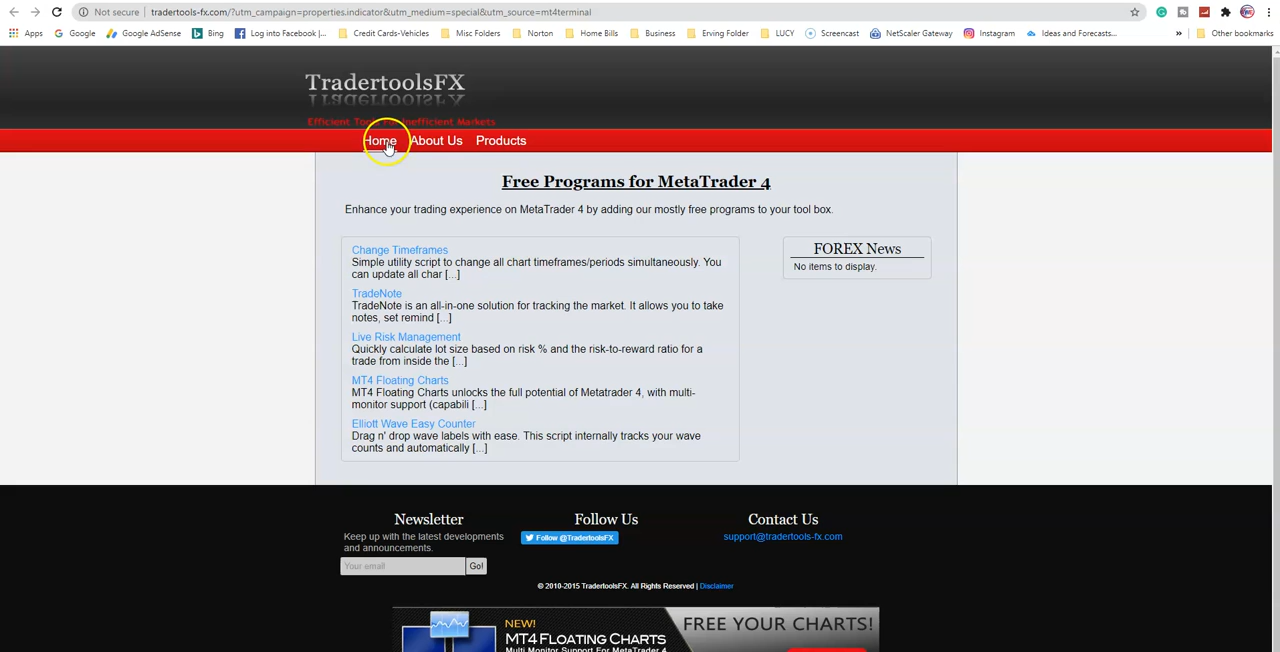 Not secure | tradertools-fx.com/?utm_campaign=properties.indicator&utm_medium=special&utm_source=mt4terminal
Apps Google Google AdSense Bing Log into Facebook |... Credit Cards-Vehicles Misc Folders Norton Home Bills Business Erving Folder LUCY Screencast NetScaler Gateway Instagram Ideas and Forecasts... » Other bookmarks
TradertoolsFX
Efficient Tools For Inefficient Markets
Home About Us Products
Free Programs for MetaTrader 4
Enhance your trading experience on MetaTrader 4 by adding our mostly free programs to your tool box.
Change Timeframes
Simple utility script to change all chart timeframes/periods simultaneously. You
can update all char [...]
TradeNote
TradeNote is an all-in-one solution for tracking the market. It allows you to take
notes, set remind [...]
Live Risk Management
Quickly calculate lot size based on risk % and the risk-to-reward ratio for a
trade from inside the [...]
MT4 Floating Charts
MT4 Floating Charts unlocks the full potential of Metatrader 4, with multi-
monitor support (capabili [...]
Elliott Wave Easy Counter
Drag n' drop wave labels with ease. This script internally tracks your wave
counts and automatically [...]
FOREX News
No items to display.
Newsletter
Keep up with the latest developments
and announcements.
Your email Go!
Follow Us
Follow @TradertoolsFX
Contact Us
support@tradertools-fx.com
© 2010-2015 TradertoolsFX. All Rights Reserved | Disclaimer
NEW!
MT4 FLOATING CHARTS
Multi Monitor Support For MetaTrader 4
FREE YOUR CHARTS!